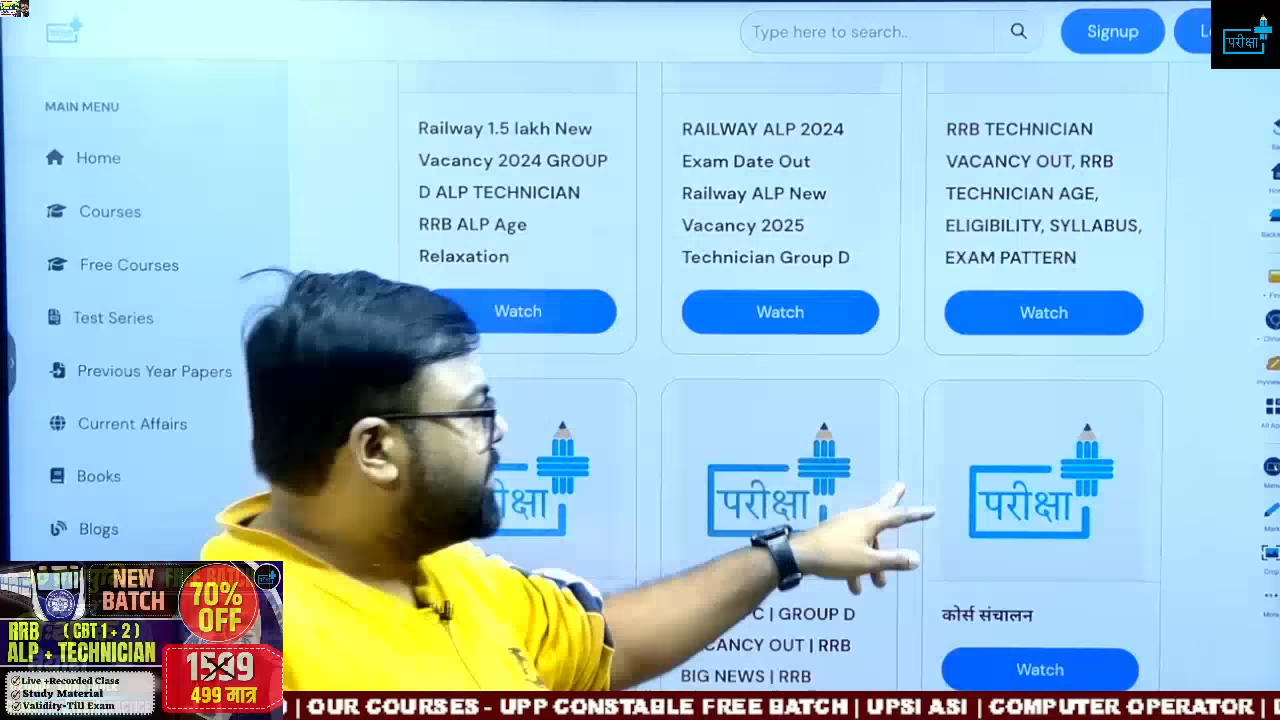 Type here to search..
Signup
परीक्षा
MAIN MENU
Home
Courses
Free Courses
Test Series
Previous Year Papers
Current Affairs
Books
Blogs
Railway 1.5 lakh New
Vacancy 2024 GROUP
D ALP TECHNICIAN
RRB ALP Age
Relaxation
Watch
RAILWAY ALP 2024
Exam Date Out
Railway ALP New
Vacancy 2025
Technician Group D
Watch
RRB TECHNICIAN
VACANCY OUT, RRB
TECHNICIAN AGE,
ELIGIBILITY, SYLLABUS,
EXAM PATTERN
Watch
परीक्षा
परीक्षा
C | GROUP D
CANCY OUT | RRB
BIG NEWS | RRB
कोर्स संचालन
Watch
NEW
BATCH
70%
OFF
RRB ( CBT 1 + 2 )
ALP + TECHNICIAN
1599
499 मात्र
Live +Recorded Class
Study Material
Validity-Till Exam
| OUR COURSES - UPP CONSTABLE FREE BATCH | UPSI ASI | COMPUTER OPERATOR |